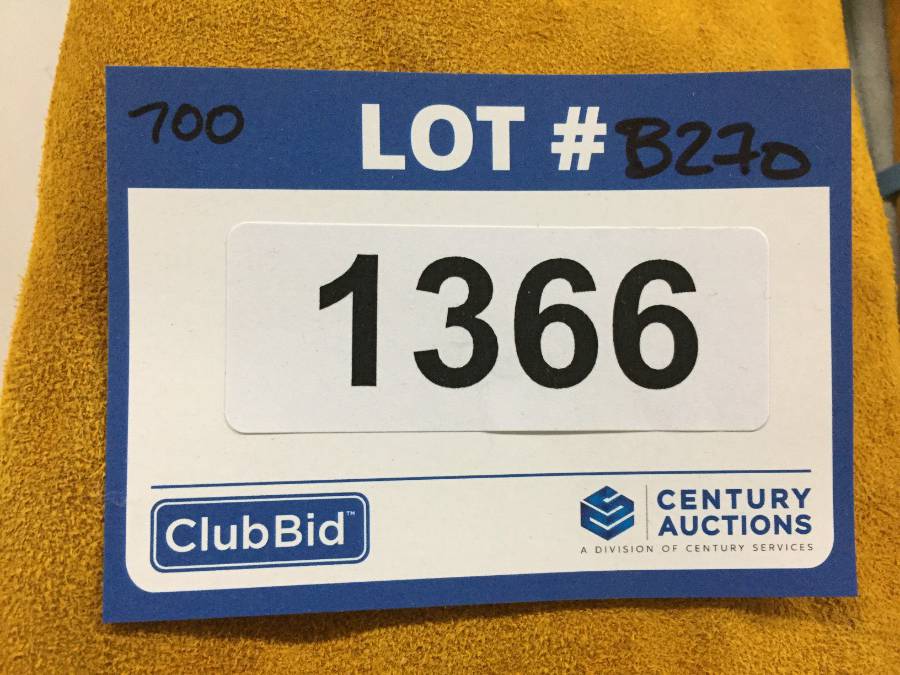 700 LOT # B270
1366
ClubBid™
CENTURY
AUCTIONS
A DIVISION OF CENTURY SERVICES